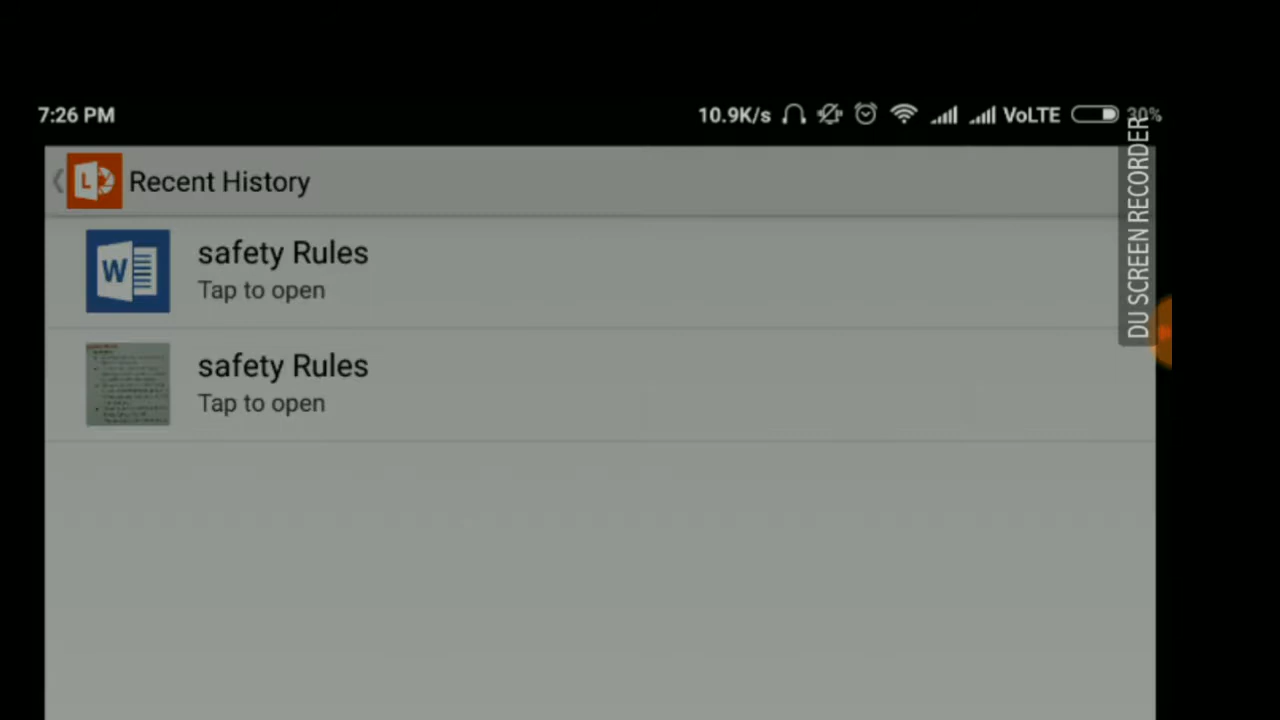 7:26 PM
10.9K/s VoLTE 30%
Recent History
safety Rules
Tap to open
safety Rules
Tap to open
DU SCREEN RECORDER